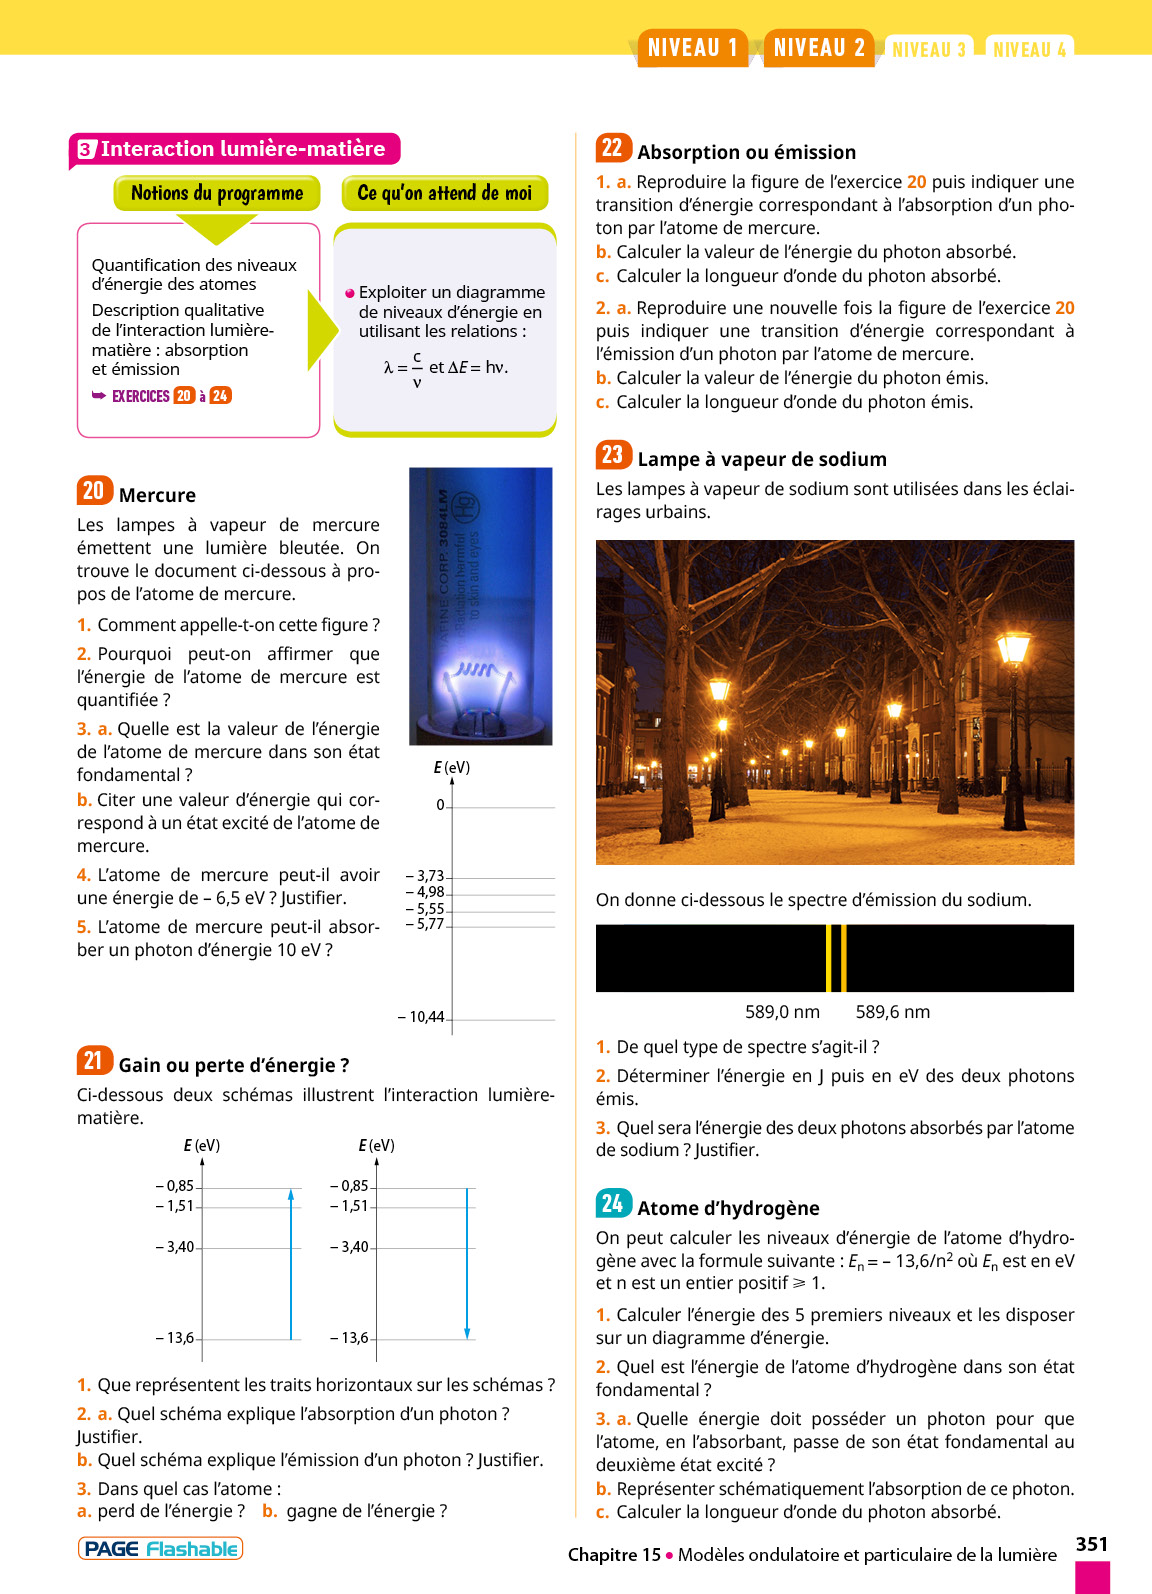 NIVEAU 1 NIVEAU 2 NIVEAU 3 NIVEAU 4
3 Interaction lumière-matière
Notions du programme
Ce qu'on attend de moi
Quantification des niveaux
d'énergie des atomes
Description qualitative
de l'interaction lumière-
matière : absorption
et émission
➥ EXERCICES 20 à 24
• Exploiter un diagramme
de niveaux d'énergie en
utilisant les relations :
λ = c/ν et ΔE = hν.
20 Mercure
Les lampes à vapeur de mercure
émettent une lumière bleutée. On
trouve le document ci-dessous à pro-
pos de l'atome de mercure.
1. Comment appelle-t-on cette figure ?
2. Pourquoi peut-on affirmer que
l'énergie de l'atome de mercure est
quantifiée ?
3. a. Quelle est la valeur de l'énergie
de l'atome de mercure dans son état
fondamental ?
b. Citer une valeur d'énergie qui cor-
respond à un état excité de l'atome de
mercure.
4. L'atome de mercure peut-il avoir
une énergie de – 6,5 eV ? Justifier.
5. L'atome de mercure peut-il absor-
ber un photon d'énergie 10 eV ?
CORP. 3084LM
Hg
Radiation harmful
to skin and eyes
E (eV)
0
– 3,73
– 4,98
– 5,55
– 5,77
– 10,44
21 Gain ou perte d'énergie ?
Ci-dessous deux schémas illustrent l'interaction lumière-
matière.
E (eV)
– 0,85
– 1,51
– 3,40
– 13,6
E (eV)
– 0,85
– 1,51
– 3,40
– 13,6
1. Que représentent les traits horizontaux sur les schémas ?
2. a. Quel schéma explique l'absorption d'un photon ?
Justifier.
b. Quel schéma explique l'émission d'un photon ? Justifier.
3. Dans quel cas l'atome :
a. perd de l'énergie ? b. gagne de l'énergie ?
22 Absorption ou émission
1. a. Reproduire la figure de l'exercice 20 puis indiquer une
transition d'énergie correspondant à l'absorption d'un pho-
ton par l'atome de mercure.
b. Calculer la valeur de l'énergie du photon absorbé.
c. Calculer la longueur d'onde du photon absorbé.
2. a. Reproduire une nouvelle fois la figure de l'exercice 20
puis indiquer une transition d'énergie correspondant à
l'émission d'un photon par l'atome de mercure.
b. Calculer la valeur de l'énergie du photon émis.
c. Calculer la longueur d'onde du photon émis.
23 Lampe à vapeur de sodium
Les lampes à vapeur de sodium sont utilisées dans les éclai-
rages urbains.
On donne ci-dessous le spectre d'émission du sodium.
589,0 nm 589,6 nm
1. De quel type de spectre s'agit-il ?
2. Déterminer l'énergie en J puis en eV des deux photons
émis.
3. Quel sera l'énergie des deux photons absorbés par l'atome
de sodium ? Justifier.
24 Atome d'hydrogène
On peut calculer les niveaux d'énergie de l'atome d'hydro-
gène avec la formule suivante : Eₙ = – 13,6/n² où Eₙ est en eV
et n est un entier positif ⩾ 1.
1. Calculer l'énergie des 5 premiers niveaux et les disposer
sur un diagramme d'énergie.
2. Quel est l'énergie de l'atome d'hydrogène dans son état
fondamental ?
3. a. Quelle énergie doit posséder un photon pour que
l'atome, en l'absorbant, passe de son état fondamental au
deuxième état excité ?
b. Représenter schématiquement l'absorption de ce photon.
c. Calculer la longueur d'onde du photon absorbé.
PAGE Flashable
Chapitre 15 • Modèles ondulatoire et particulaire de la lumière
351